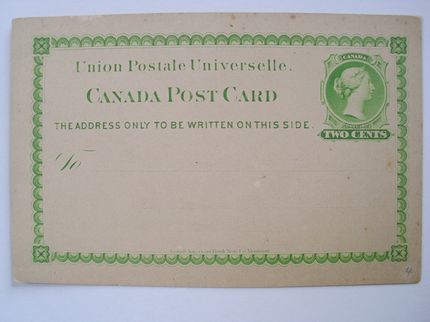 Union Postale Universelle.
CANADA POST CARD
CANADA
THE ADDRESS ONLY TO BE WRITTEN ON THIS SIDE.
TWO CENTS
To
4